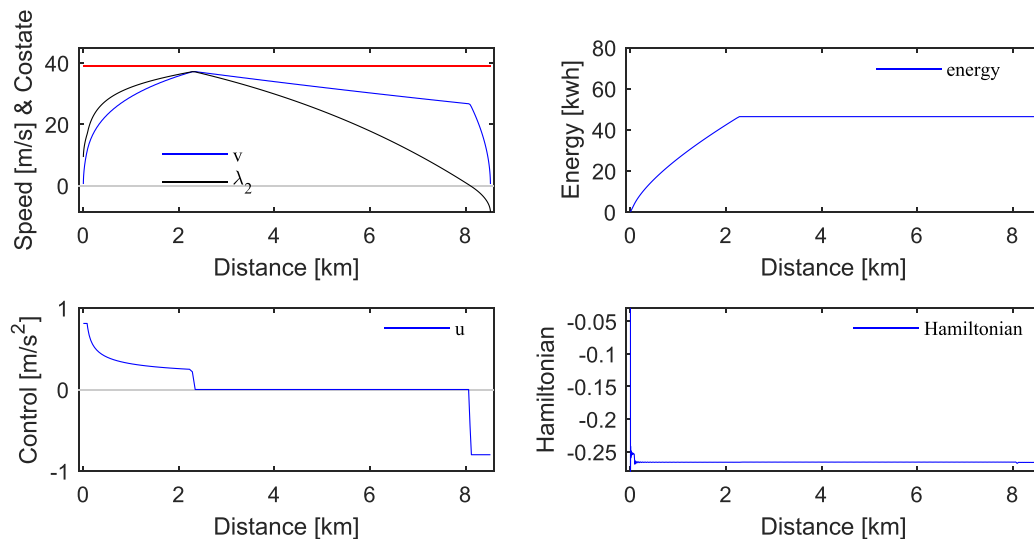 Speed [m/s] & Costate
40
20
0
v
λ₂
0
2
4
6
8
Distance [km]
Energy [kwh]
80
60
40
20
0
energy
0
2
4
6
8
Distance [km]
Control [m/s²]
1
0
-1
u
0
2
4
6
8
Distance [km]
Hamiltonian
-0.05
-0.1
-0.15
-0.2
-0.25
Hamiltonian
0
2
4
6
8
Distance [km]